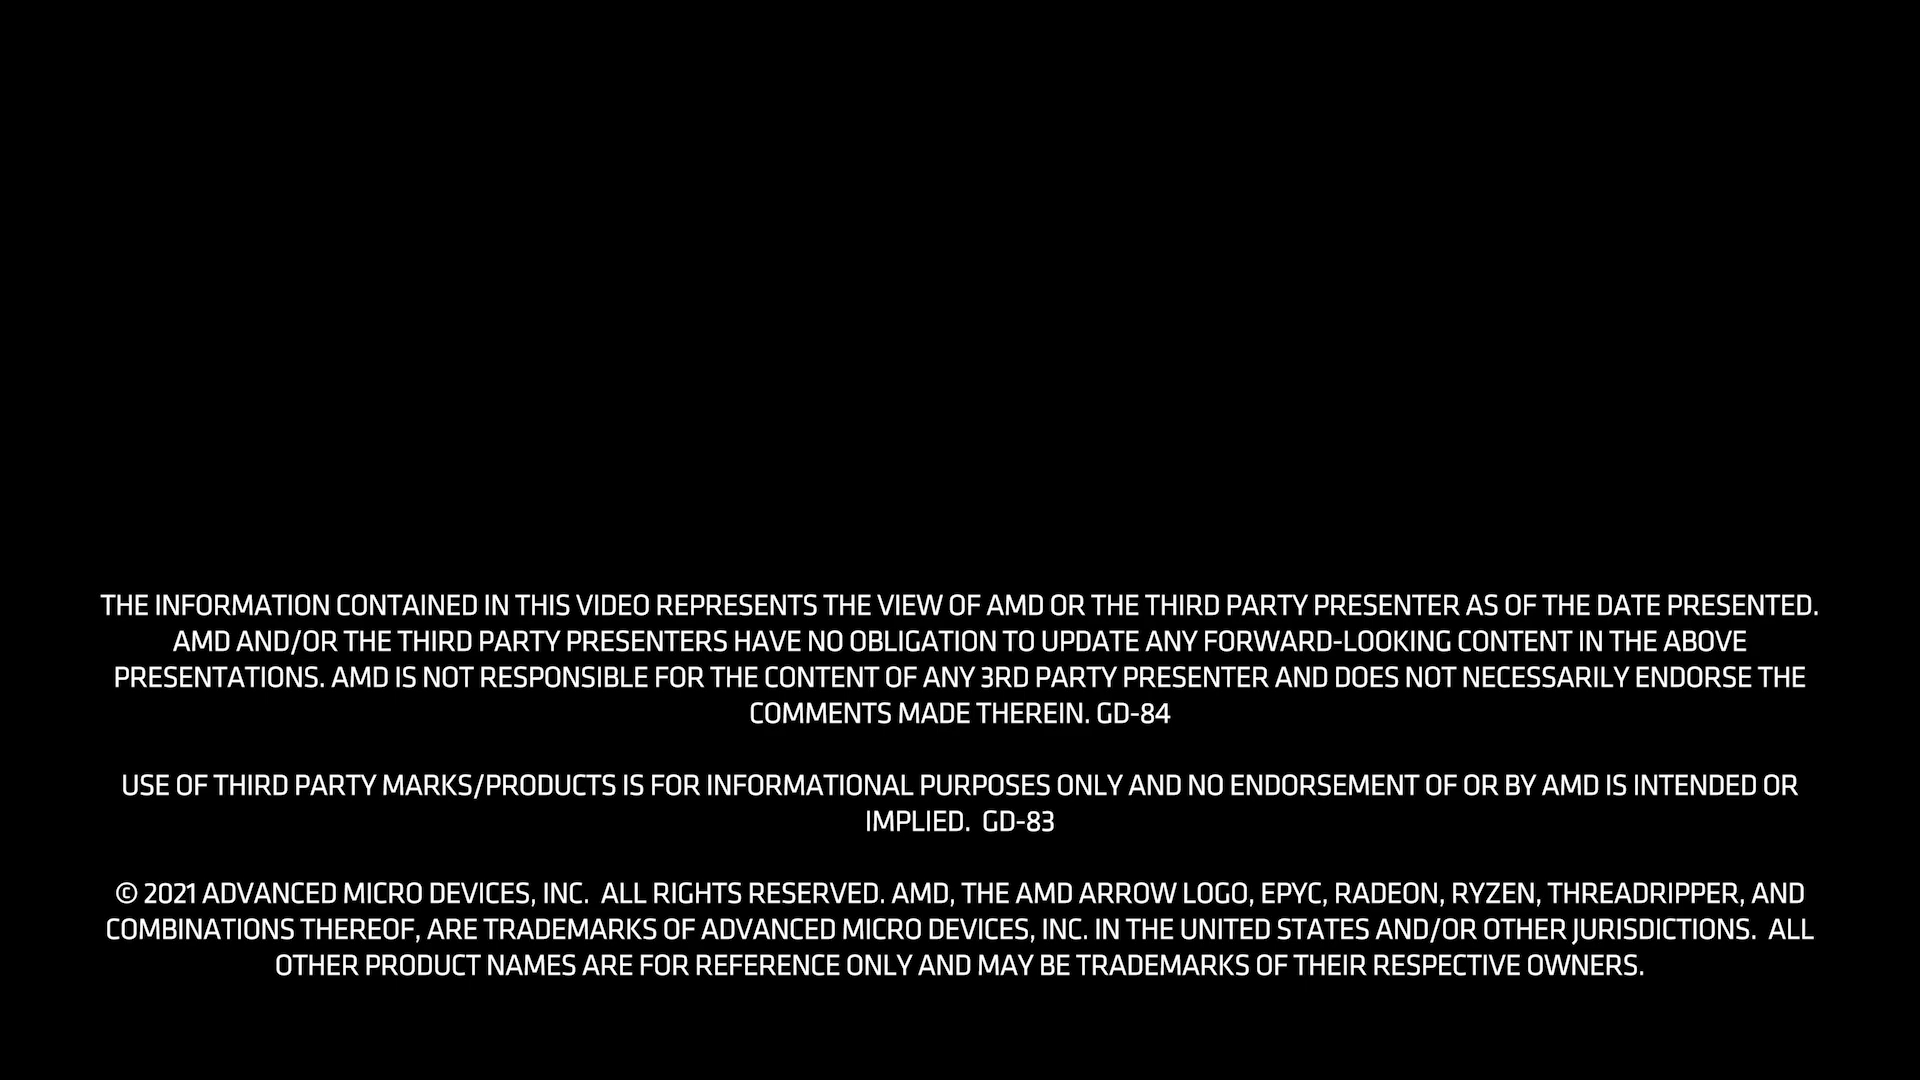 THE INFORMATION CONTAINED IN THIS VIDEO REPRESENTS THE VIEW OF AMD OR THE THIRD PARTY PRESENTER AS OF THE DATE PRESENTED.
AMD AND/OR THE THIRD PARTY PRESENTERS HAVE NO OBLIGATION TO UPDATE ANY FORWARD-LOOKING CONTENT IN THE ABOVE
PRESENTATIONS. AMD IS NOT RESPONSIBLE FOR THE CONTENT OF ANY 3RD PARTY PRESENTER AND DOES NOT NECESSARILY ENDORSE THE
COMMENTS MADE THEREIN. GD-84
USE OF THIRD PARTY MARKS/PRODUCTS IS FOR INFORMATIONAL PURPOSES ONLY AND NO ENDORSEMENT OF OR BY AMD IS INTENDED OR
IMPLIED.  GD-83
© 2021 ADVANCED MICRO DEVICES, INC.  ALL RIGHTS RESERVED. AMD, THE AMD ARROW LOGO, EPYC, RADEON, RYZEN, THREADRIPPER, AND
COMBINATIONS THEREOF, ARE TRADEMARKS OF ADVANCED MICRO DEVICES, INC. IN THE UNITED STATES AND/OR OTHER JURISDICTIONS.  ALL
OTHER PRODUCT NAMES ARE FOR REFERENCE ONLY AND MAY BE TRADEMARKS OF THEIR RESPECTIVE OWNERS.